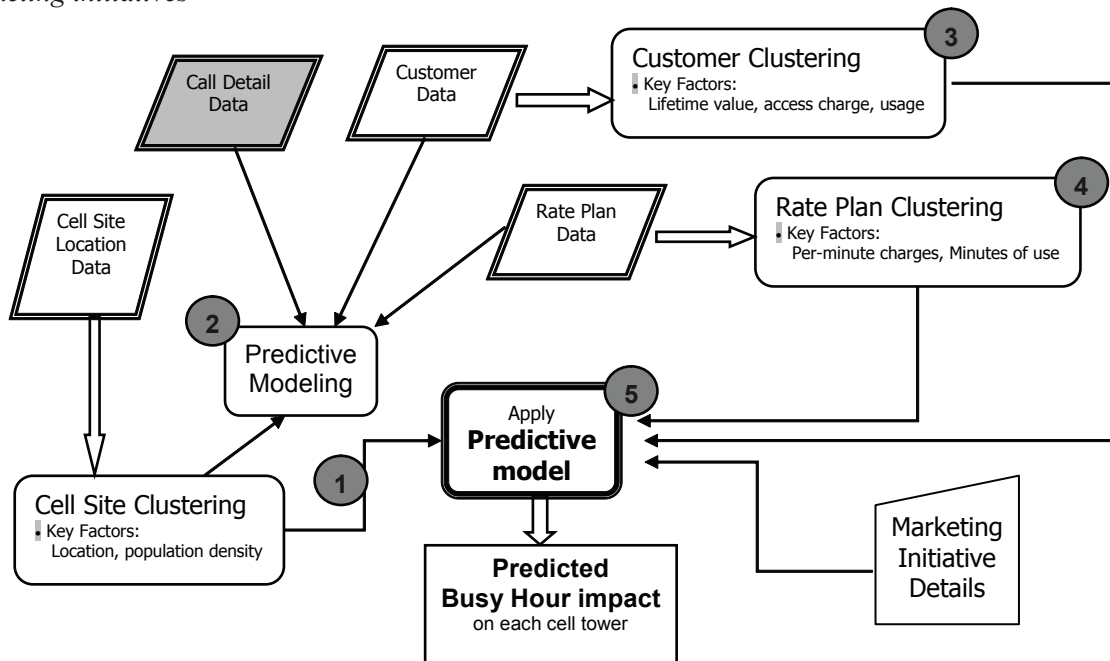 keting initiatives
Call Detail
Data
Customer
Data
3
Customer Clustering
• Key Factors:
Lifetime value, access charge, usage
Cell Site
Location
Data
Rate Plan
Data
4
Rate Plan Clustering
• Key Factors:
Per-minute charges, Minutes of use
2
Predictive
Modeling
5
Apply
Predictive
model
1
Cell Site Clustering
• Key Factors:
Location, population density
Marketing
Initiative
Details
Predicted
Busy Hour impact
on each cell tower